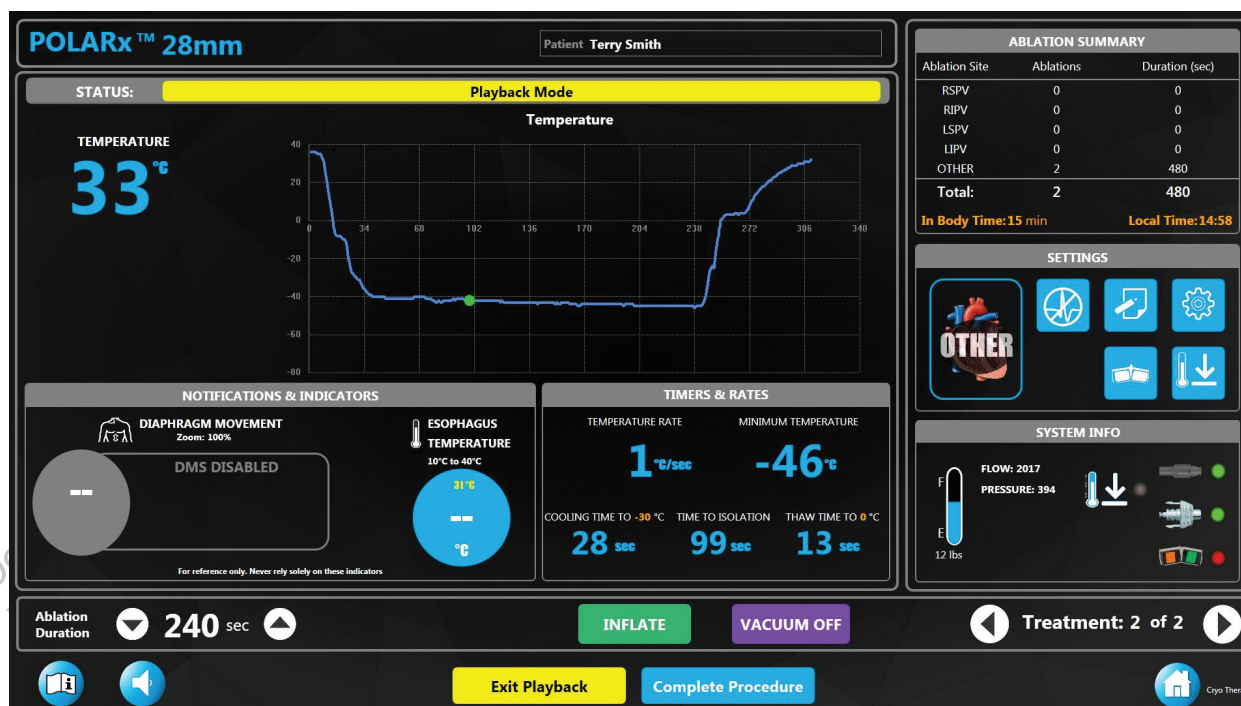 POLARx™ 28mm
Patient Terry Smith
STATUS:
Playback Mode
TEMPERATURE
33°C
Temperature
40
20
0
-20
-40
-60
-80
0 34 68 102 136 170 204 238 272 306 340
NOTIFICATIONS & INDICATORS
DIAPHRAGM MOVEMENT
Zoom: 100%
DMS DISABLED
--
ESOPHAGUS
TEMPERATURE
10°C to 40°C
31°C
--
°C
For reference only. Never rely solely on these indicators
TIMERS & RATES
TEMPERATURE RATE MINIMUM TEMPERATURE
1 °C/sec -46 °C
COOLING TIME TO -30 °C TIME TO ISOLATION THAW TIME TO 0 °C
28 sec 99 sec 13 sec
ABLATION SUMMARY
Ablation Site Ablations Duration (sec)
RSPV 0 0
RIPV 0 0
LSPV 0 0
LIPV 0 0
OTHER 2 480
Total: 2 480
In Body Time:15 min Local Time:14:58
SETTINGS
OTHER
SYSTEM INFO
F
E
12 lbs
FLOW: 2017
PRESSURE: 394
Ablation
Duration
240 sec
INFLATE
VACUUM OFF
Treatment: 2 of 2
Exit Playback
Complete Procedure
Cryo Ther